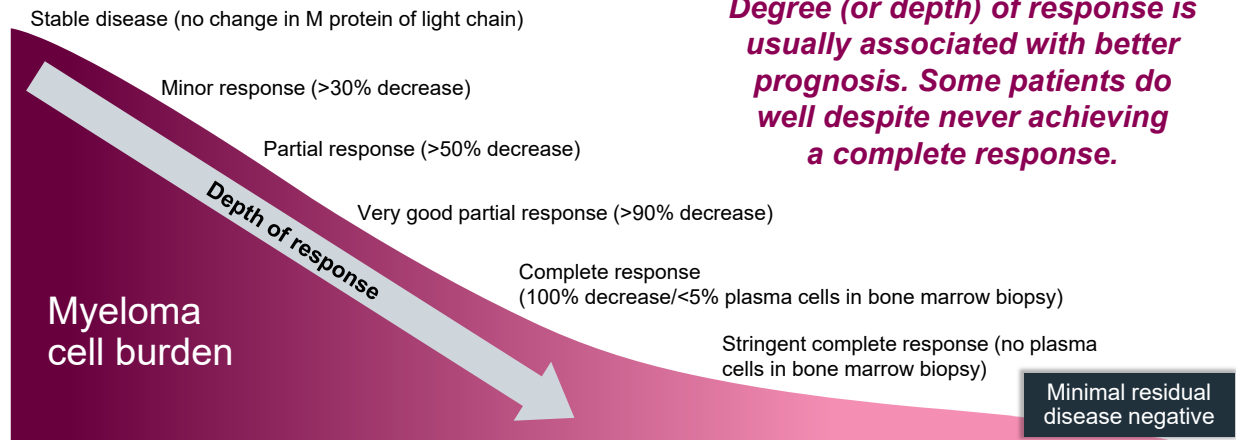 Stable disease (no change in M protein of light chain)
Degree (or depth) of response is
usually associated with better
prognosis. Some patients do
well despite never achieving
a complete response.
Minor response (>30% decrease)
Partial response (>50% decrease)
Very good partial response (>90% decrease)
Depth of response
Complete response
(100% decrease/<5% plasma cells in bone marrow biopsy)
Myeloma
cell burden
Stringent complete response (no plasma
cells in bone marrow biopsy)
Minimal residual
disease negative